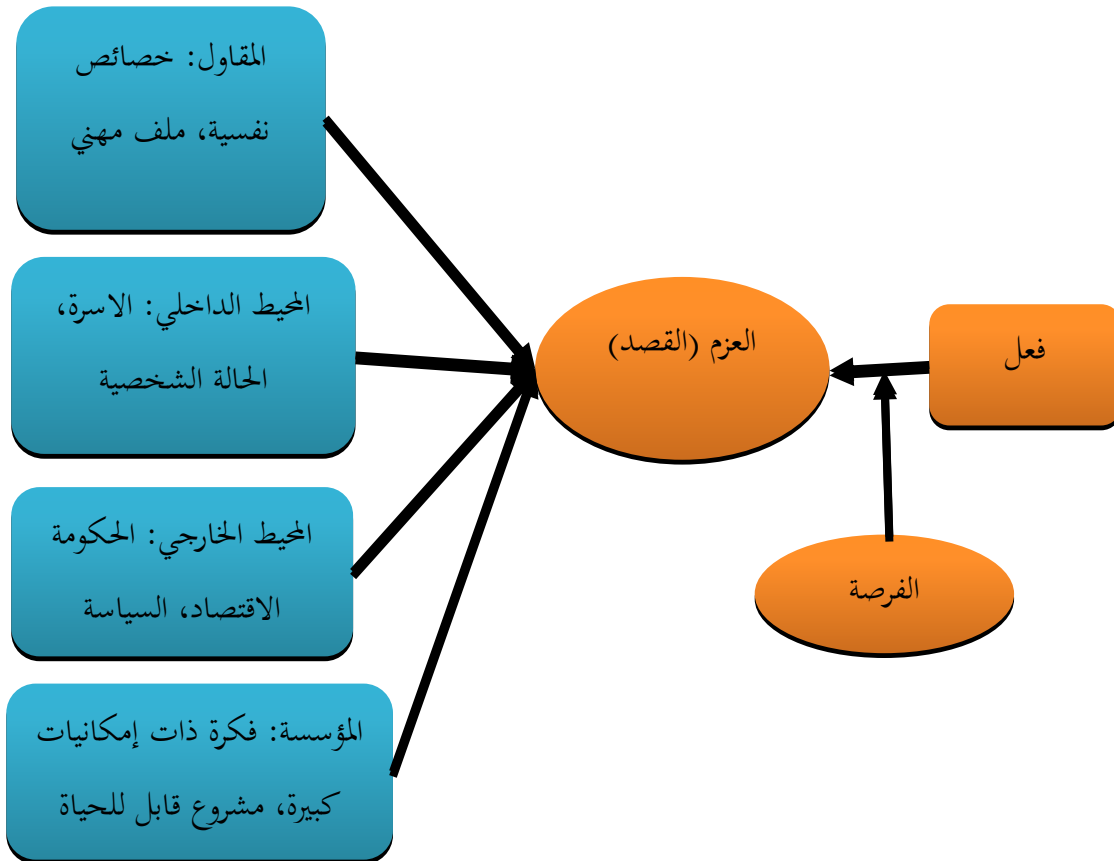 المقاول: خصائص
نفسية، ملف مهني
المحيط الداخلي: الاسرة،
الحالة الشخصية
المحيط الخارجي: الحكومة
الاقتصاد، السياسة
المؤسسة: فكرة ذات إمكانيات
كبيرة، مشروع قابل للحياة
العزم (القصد)
فعل
الفرصة